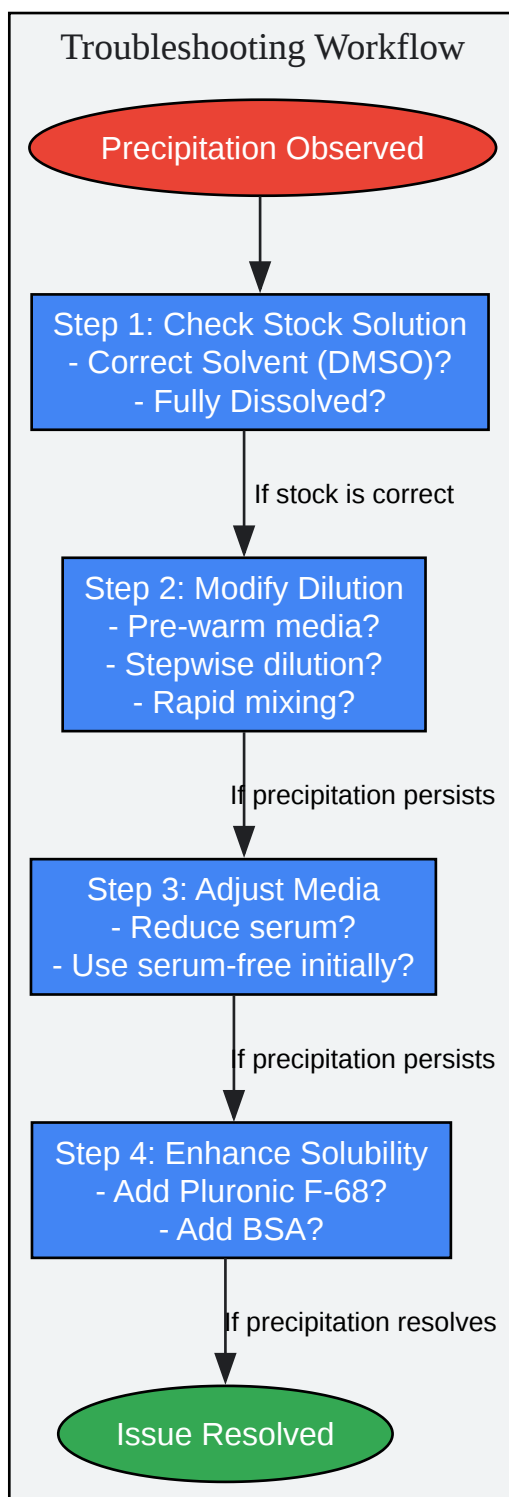 Troubleshooting Workflow
Precipitation Observed
Step 1: Check Stock Solution
- Correct Solvent (DMSO)?
- Fully Dissolved?
If stock is correct
Step 2: Modify Dilution
- Pre-warm media?
- Stepwise dilution?
- Rapid mixing?
If precipitation persists
Step 3: Adjust Media
- Reduce serum?
- Use serum-free initially?
If precipitation persists
Step 4: Enhance Solubility
- Add Pluronic F-68?
- Add BSA?
If precipitation resolves
Issue Resolved